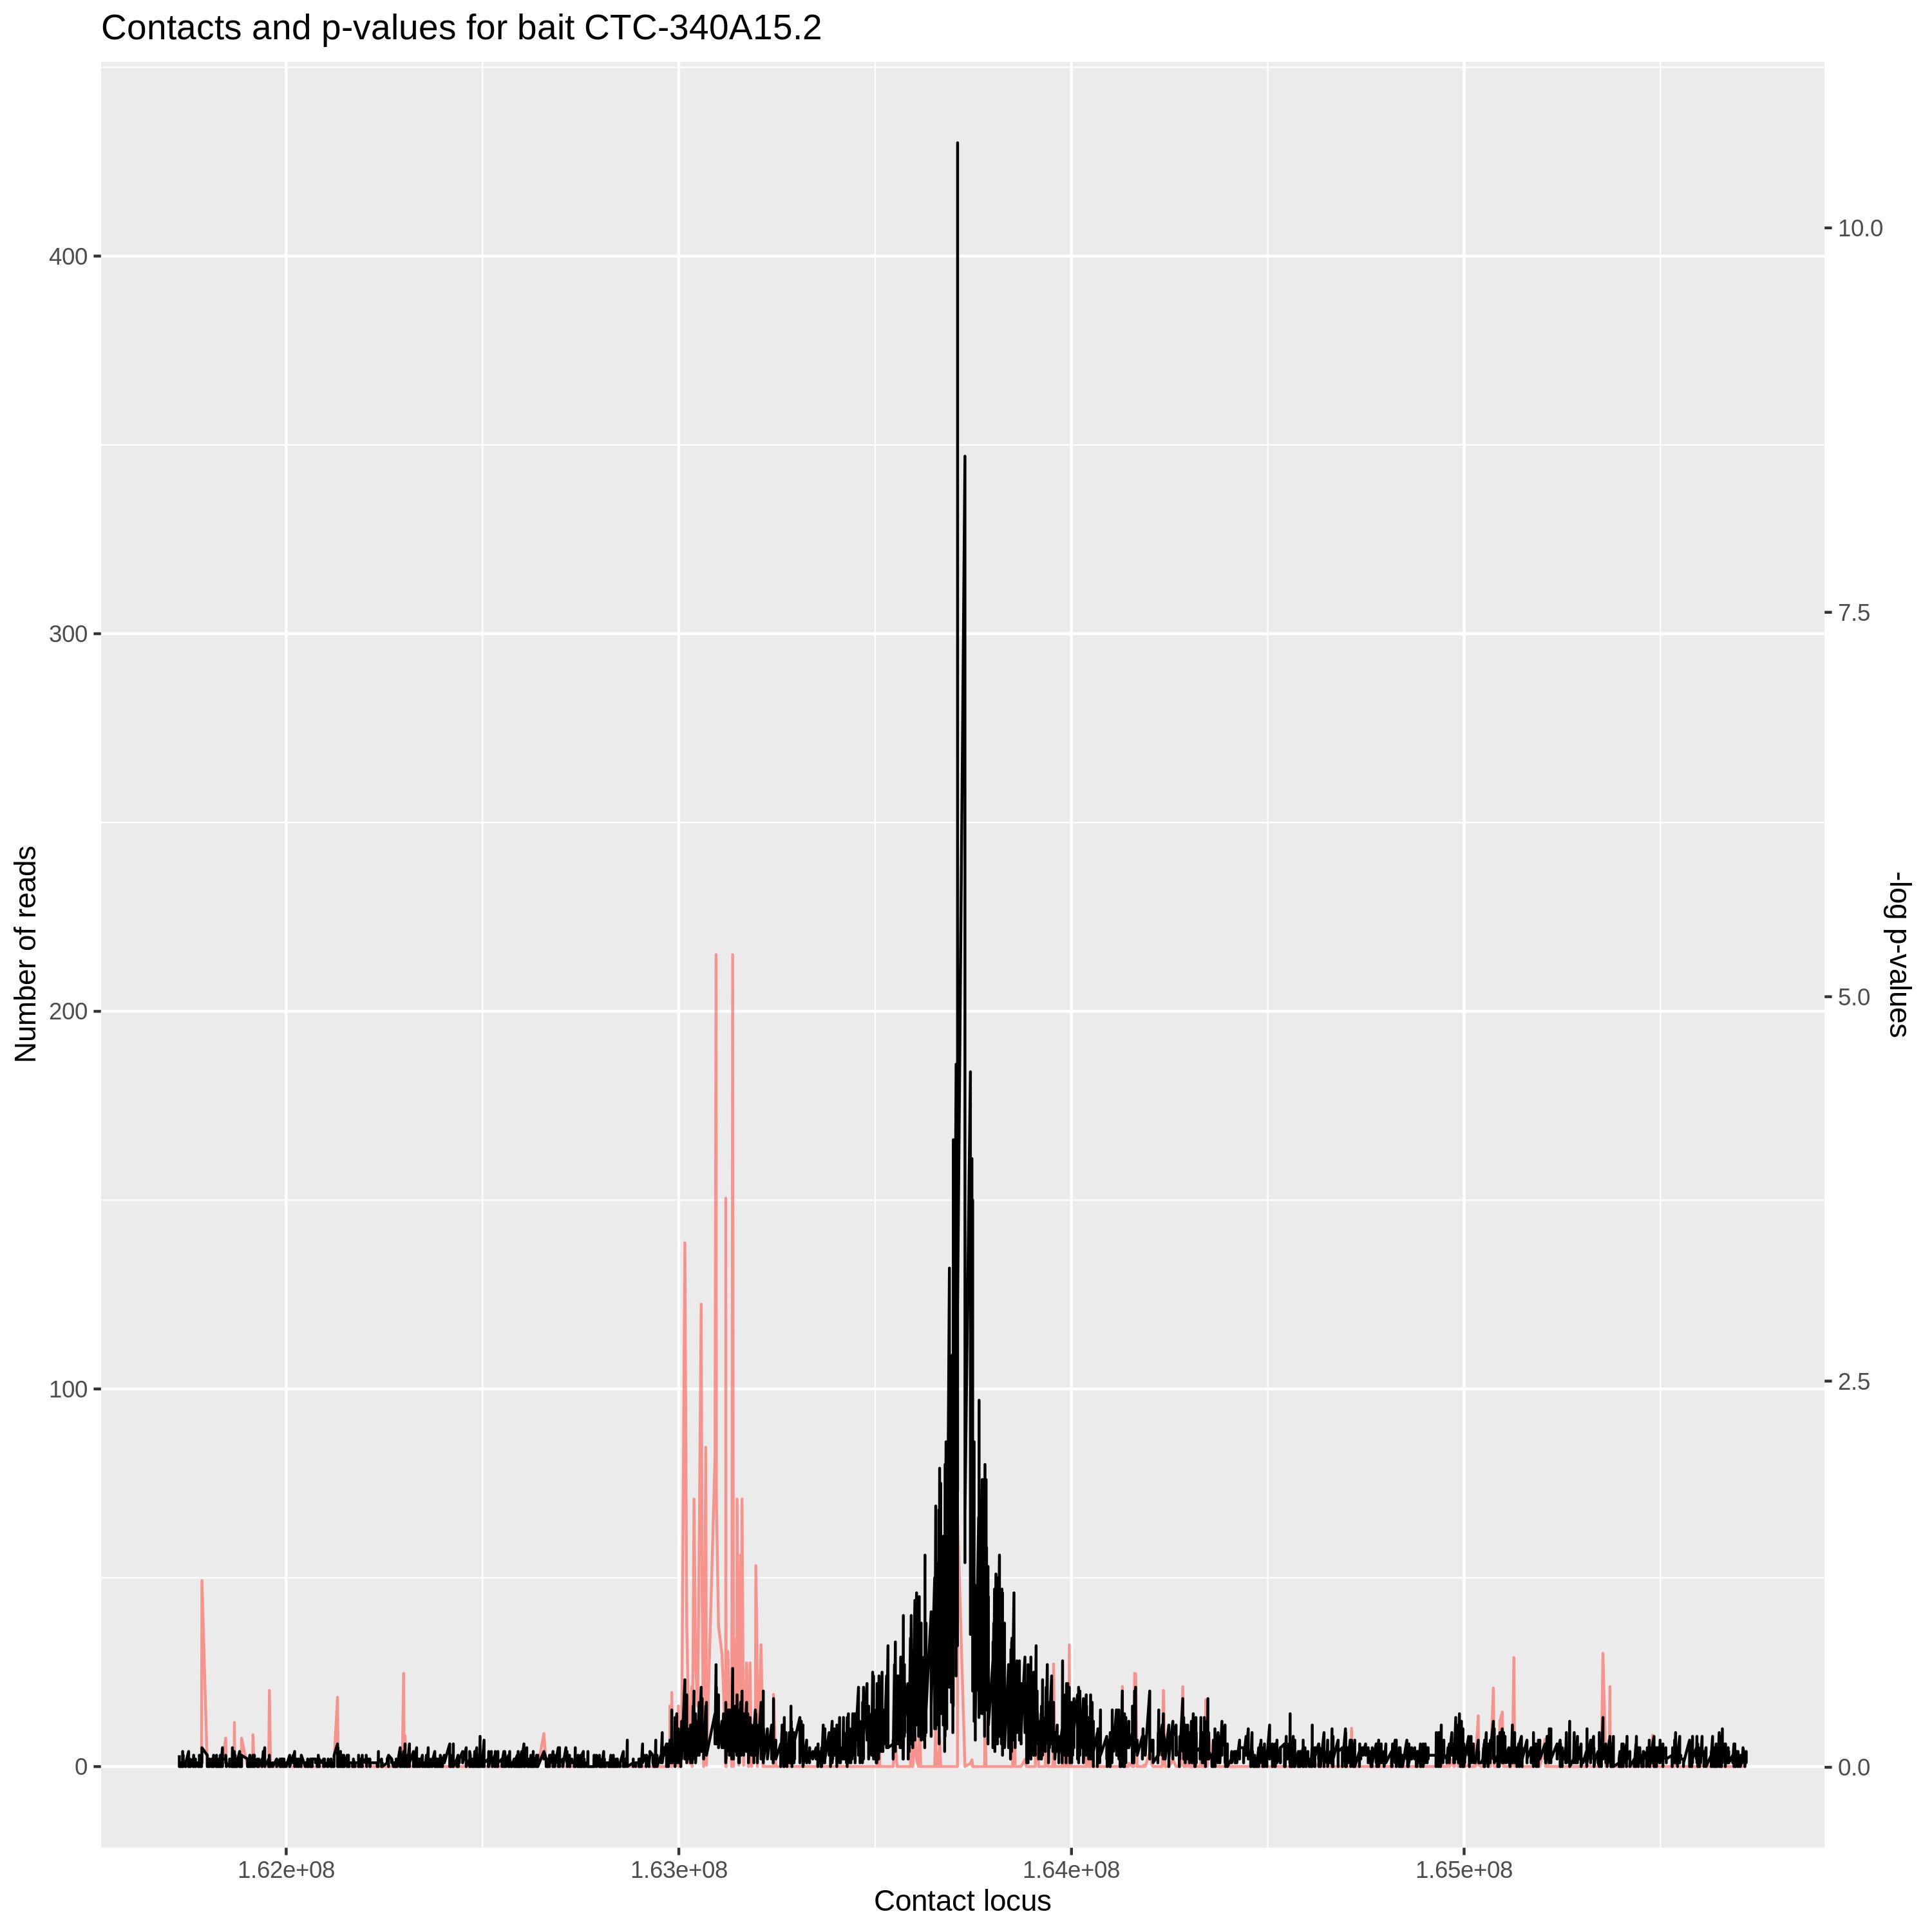 Contacts and p-values for bait CTC-340A15.2
400
300
200
100
0
Number of reads
10.0
7.5
5.0
2.5
0.0
-log p-values
1.62e+08
1.63e+08
1.64e+08
1.65e+08
Contact locus